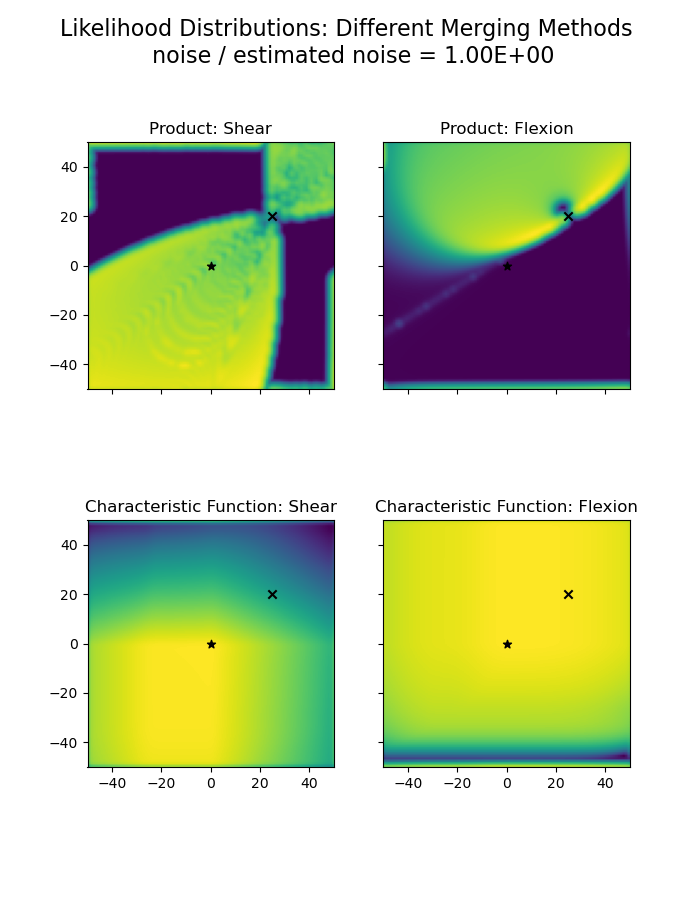 Likelihood Distributions: Different Merging Methods
noise / estimated noise = 1.00E+00
Product: Shear
Product: Flexion
40
20
0
−20
−40
Characteristic Function: Shear
Characteristic Function: Flexion
40
20
0
−20
−40
−40 −20 0 20 40
−40 −20 0 20 40